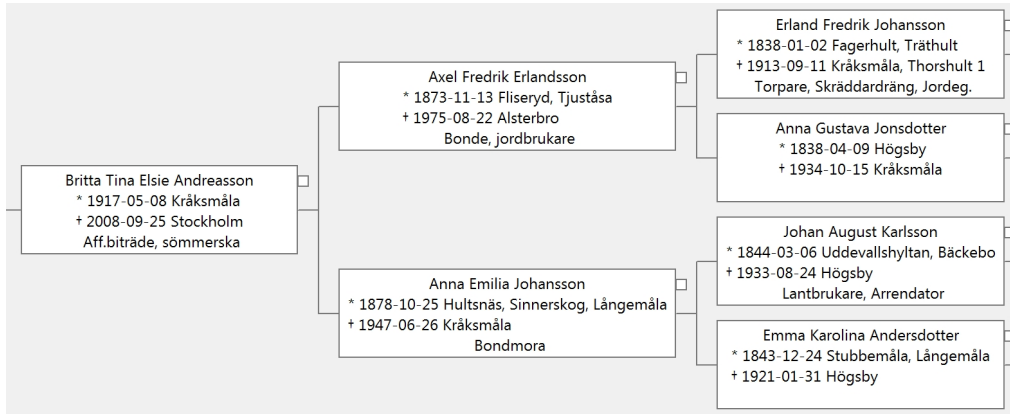 Erland Fredrik Johansson
* 1838-01-02 Fagerhult, Träthult
† 1913-09-11 Kråksmåla, Thorshult 1
Torpare, Skräddardräng, Jordeg.
Axel Fredrik Erlandsson
* 1873-11-13 Fliseryd, Tjuståsa
† 1975-08-22 Alsterbro
Bonde, jordbrukare
Anna Gustava Jonsdotter
* 1838-04-09 Högsby
† 1934-10-15 Kråksmåla
Britta Tina Elsie Andreasson
* 1917-05-08 Kråksmåla
† 2008-09-25 Stockholm
Aff.biträde, sömmerska
Johan August Karlsson
* 1844-03-06 Uddevallshyltan, Bäckebo
† 1933-08-24 Högsby
Lantbrukare, Arrendator
Anna Emilia Johansson
* 1878-10-25 Hultsnäs, Sinnerskog, Långemåla
† 1947-06-26 Kråksmåla
Bondmora
Emma Karolina Andersdotter
* 1843-12-24 Stubbemåla, Långemåla
† 1921-01-31 Högsby